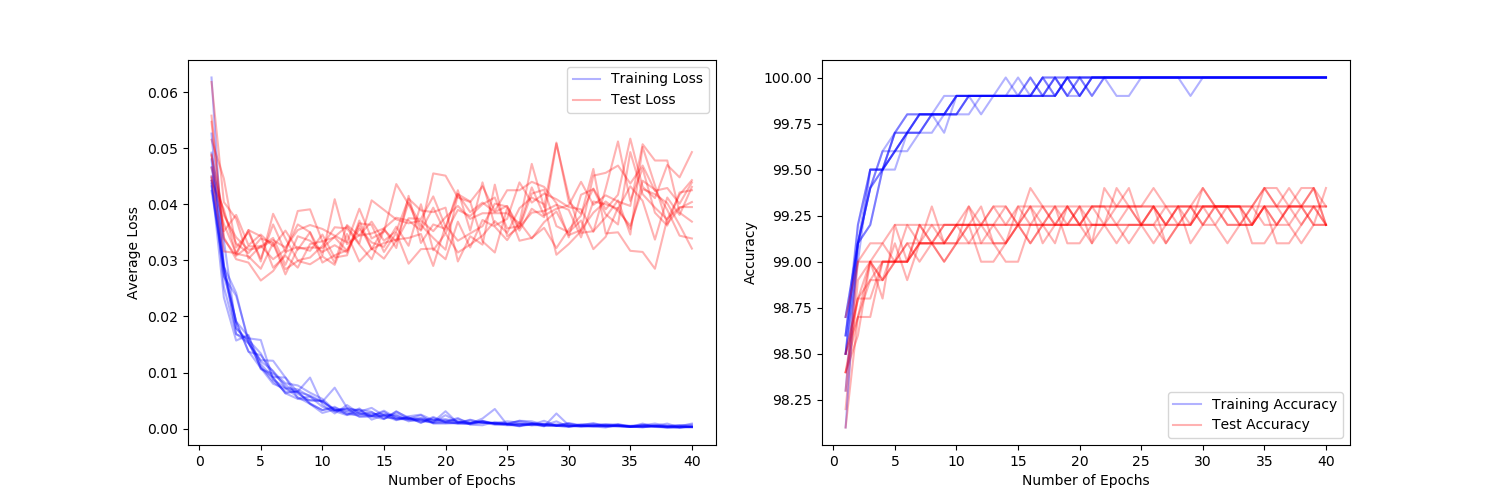 Training Loss
Test Loss
0.06
0.05
0.04
0.03
0.02
0.01
0.00
Average Loss
0 5 10 15 20 25 30 35 40
Number of Epochs
100.00
99.75
99.50
99.25
99.00
98.75
98.50
98.25
Accuracy
Training Accuracy
Test Accuracy
0 5 10 15 20 25 30 35 40
Number of Epochs